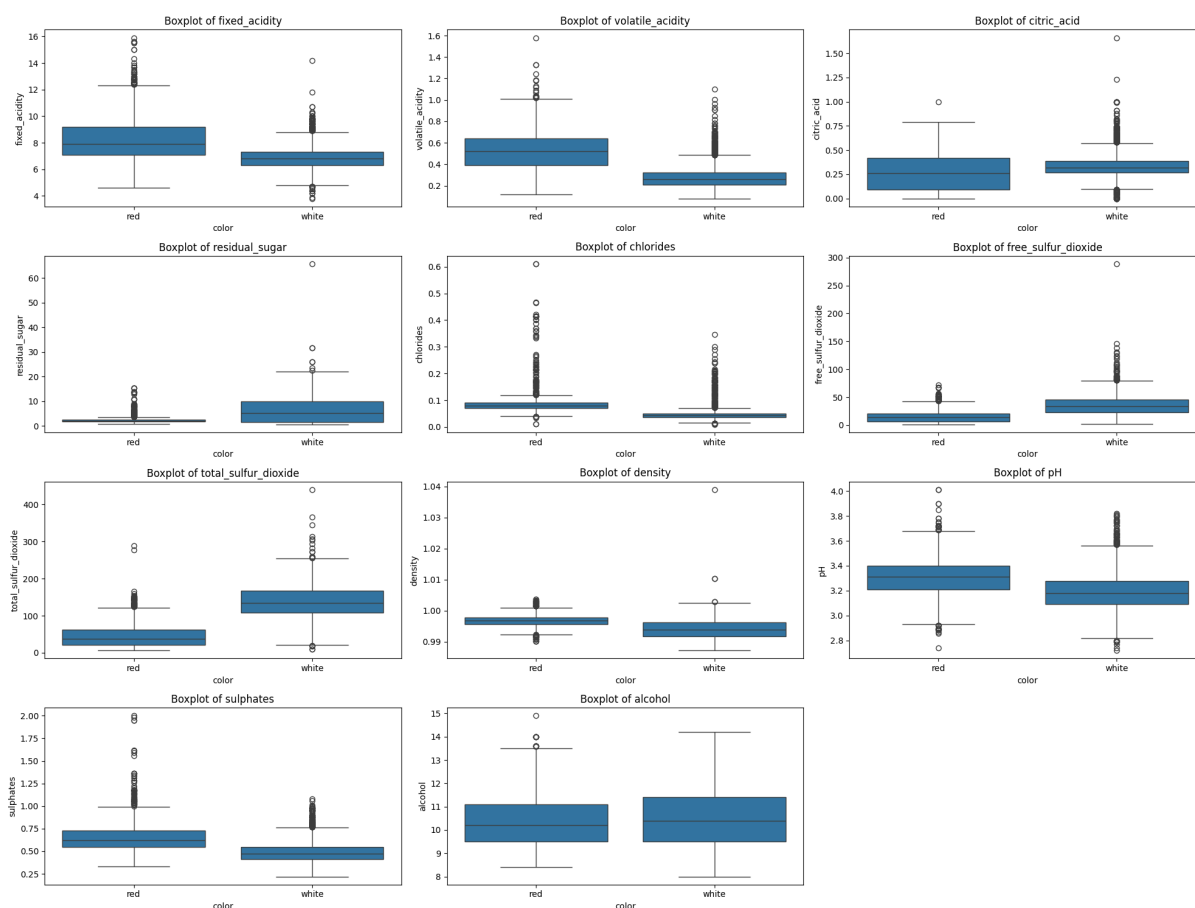 Boxplot of fixed_acidity
16
14
12
10
8
6
4
fixed_acidity
red
white
color
Boxplot of volatile_acidity
1.6
1.4
1.2
1.0
0.8
0.6
0.4
0.2
volatile_acidity
red
white
color
Boxplot of citric_acid
1.50
1.25
1.00
0.75
0.50
0.25
0.00
citric_acid
red
white
color
Boxplot of residual_sugar
60
50
40
30
20
10
0
residual_sugar
red
white
color
Boxplot of chlorides
0.6
0.5
0.4
0.3
0.2
0.1
0.0
chlorides
red
white
color
Boxplot of free_sulfur_dioxide
300
250
200
150
100
50
0
free_sulfur_dioxide
red
white
color
Boxplot of total_sulfur_dioxide
400
300
200
100
0
total_sulfur_dioxide
red
white
color
Boxplot of density
1.04
1.03
1.02
1.01
1.00
0.99
density
red
white
color
Boxplot of pH
4.0
3.8
3.6
3.4
3.2
3.0
2.8
pH
red
white
color
Boxplot of sulphates
2.00
1.75
1.50
1.25
1.00
0.75
0.50
0.25
sulphates
red
white
color
Boxplot of alcohol
15
14
13
12
11
10
9
8
alcohol
red
white
color